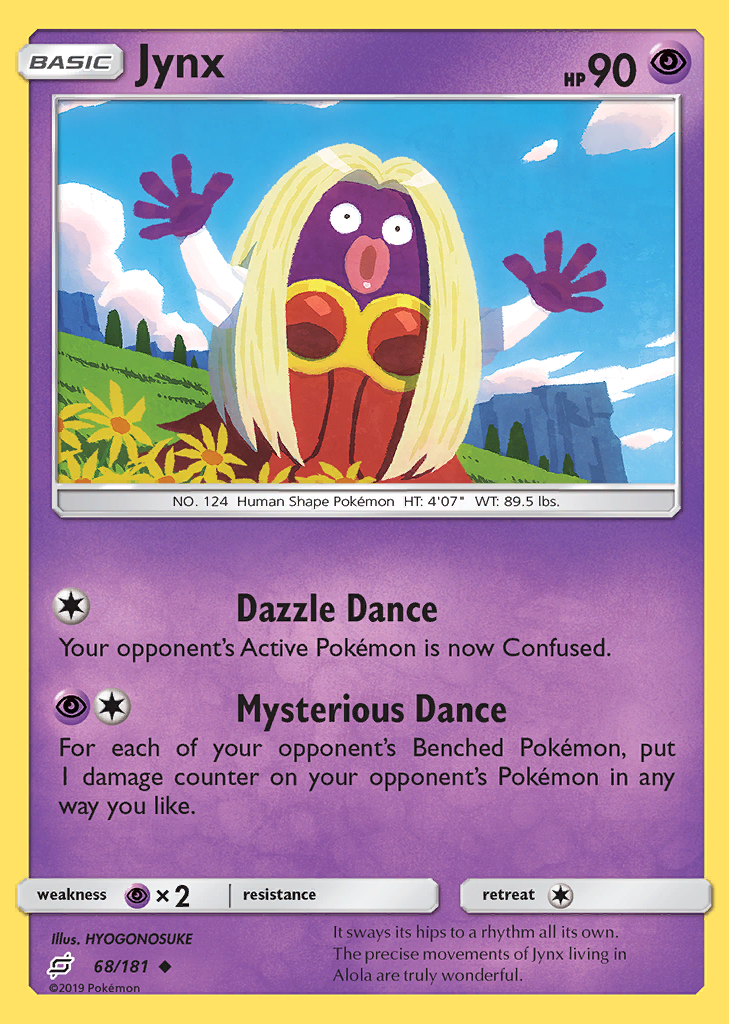 BASIC Jynx HP 90
NO. 124 Human Shape Pokémon HT: 4'07" WT: 89.5 lbs.
Dazzle Dance
Your opponent's Active Pokémon is now Confused.
Mysterious Dance
For each of your opponent's Benched Pokémon, put
1 damage counter on your opponent's Pokémon in any
way you like.
weakness ×2 resistance retreat
Illus. HYOGONOSUKE
68/181
©2019 Pokémon
It sways its hips to a rhythm all its own.
The precise movements of Jynx living in
Alola are truly wonderful.